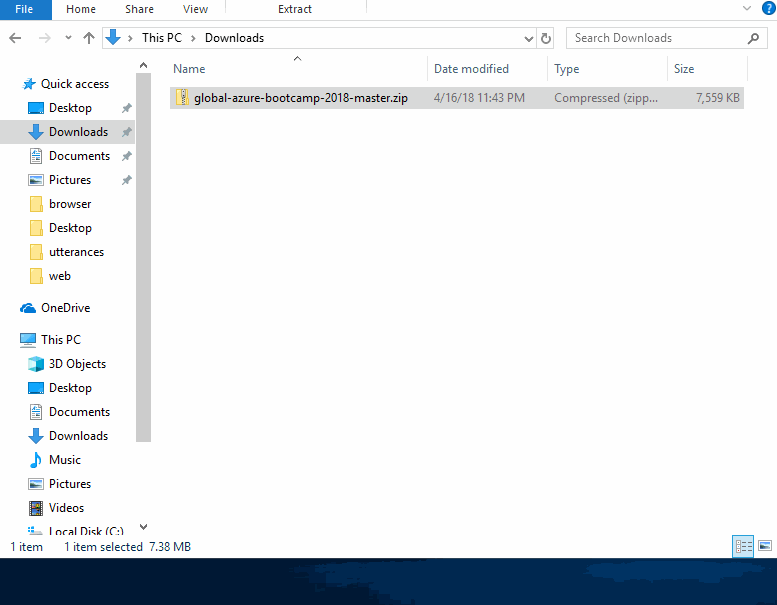 File Home Share View Extract
This PC Downloads Search Downloads
Name Date modified Type Size
global-azure-bootcamp-2018-master.zip 4/16/18 11:43 PM Compressed (zipp... 7,559 KB
Quick access
Desktop
Downloads
Documents
Pictures
browser
Desktop
utterances
web
OneDrive
This PC
3D Objects
Desktop
Documents
Downloads
Music
Pictures
Videos
Local Disk (C:)
1 item 1 item selected 7.38 MB